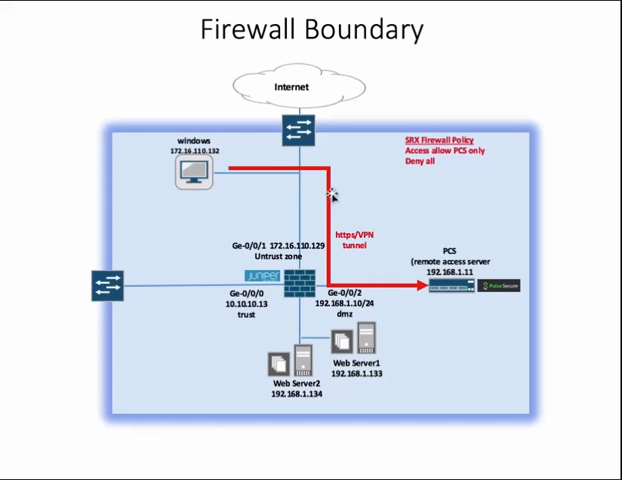 Firewall Boundary
Internet
windows
172.16.110.132
SRX Firewall Policy
Access allow PCS only
Deny all
https/VPN
tunnel
Ge-0/0/1 172.16.110.129
Untrust zone
PCS
(remote access server
192.168.1.11
JUNIPER
Pulse Secure
Ge-0/0/0
10.10.10.13
trust
Ge-0/0/2
192.168.1.10/24
dmz
Web Server1
192.168.1.133
Web Server2
192.168.1.134